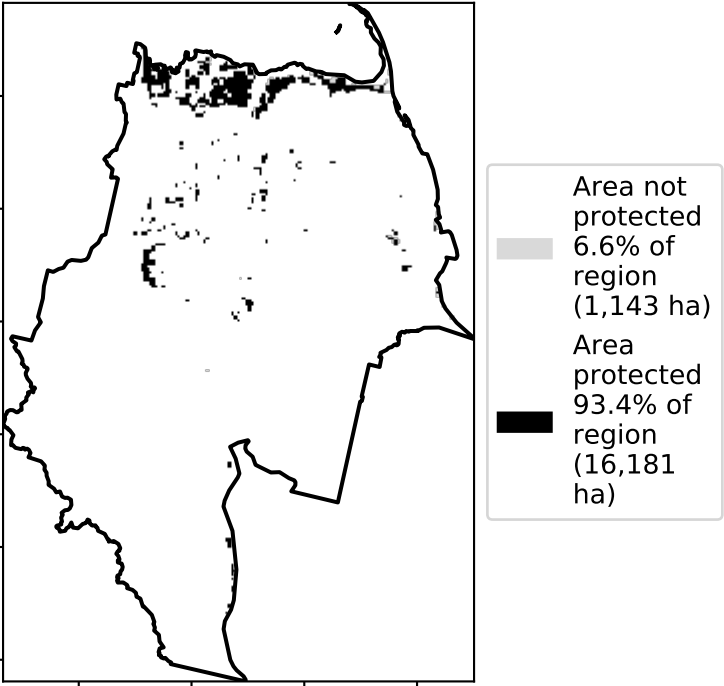 Area not
protected
6.6% of
region
(1,143 ha)
Area
protected
93.4% of
region
(16,181
ha)